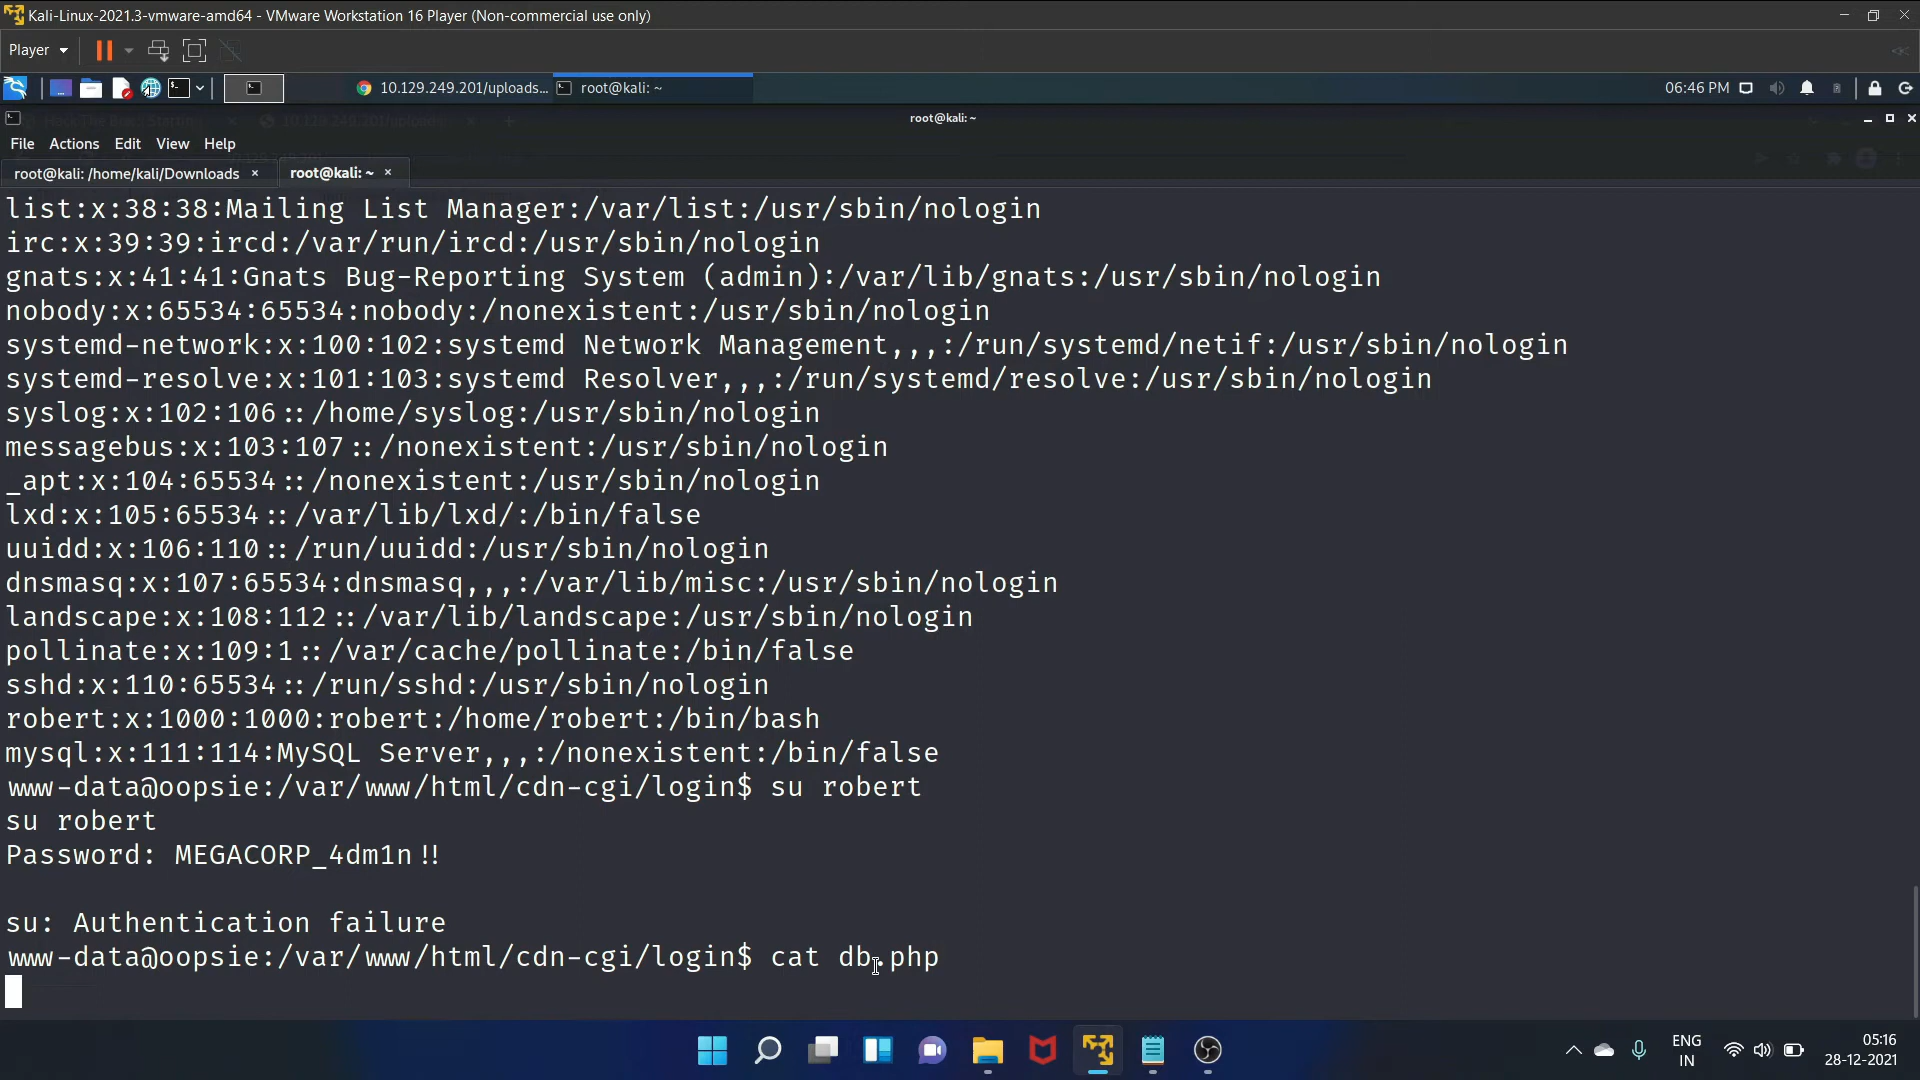 Kali-Linux-2021.3-vmware-amd64 - VMware Workstation 16 Player (Non-commercial use only)
Player
10.129.249.201/uploads...
root@kali: ~
06:46 PM
root@kali: ~
File Actions Edit View Help
root@kali: /home/kali/Downloads
root@kali: ~
list:x:38:38:Mailing List Manager:/var/list:/usr/sbin/nologin
irc:x:39:39:ircd:/var/run/ircd:/usr/sbin/nologin
gnats:x:41:41:Gnats Bug-Reporting System (admin):/var/lib/gnats:/usr/sbin/nologin
nobody:x:65534:65534:nobody:/nonexistent:/usr/sbin/nologin
systemd-network:x:100:102:systemd Network Management,,,:/run/systemd/netif:/usr/sbin/nologin
systemd-resolve:x:101:103:systemd Resolver,,,:/run/systemd/resolve:/usr/sbin/nologin
syslog:x:102:106::/home/syslog:/usr/sbin/nologin
messagebus:x:103:107::/nonexistent:/usr/sbin/nologin
_apt:x:104:65534::/nonexistent:/usr/sbin/nologin
lxd:x:105:65534::/var/lib/lxd/:/bin/false
uuidd:x:106:110::/run/uuidd:/usr/sbin/nologin
dnsmasq:x:107:65534:dnsmasq,,,:/var/lib/misc:/usr/sbin/nologin
landscape:x:108:112::/var/lib/landscape:/usr/sbin/nologin
pollinate:x:109:1::/var/cache/pollinate:/bin/false
sshd:x:110:65534::/run/sshd:/usr/sbin/nologin
robert:x:1000:1000:robert:/home/robert:/bin/bash
mysql:x:111:114:MySQL Server,,,:/nonexistent:/bin/false
www-data@oopsie:/var/www/html/cdn-cgi/login$ su robert
su robert
Password: MEGACORP_4dm1n!!
su: Authentication failure
www-data@oopsie:/var/www/html/cdn-cgi/login$ cat db.php
ENG
IN
05:16
28-12-2021